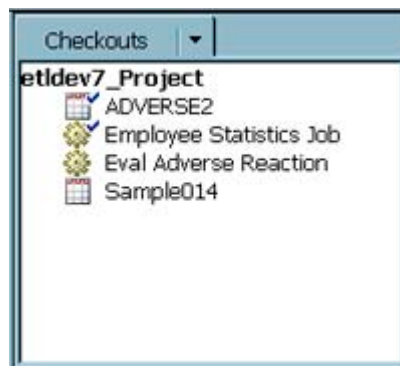 Checkouts
etldev7_Project
ADVERSE2
Employee Statistics Job
Eval Adverse Reaction
Sample014